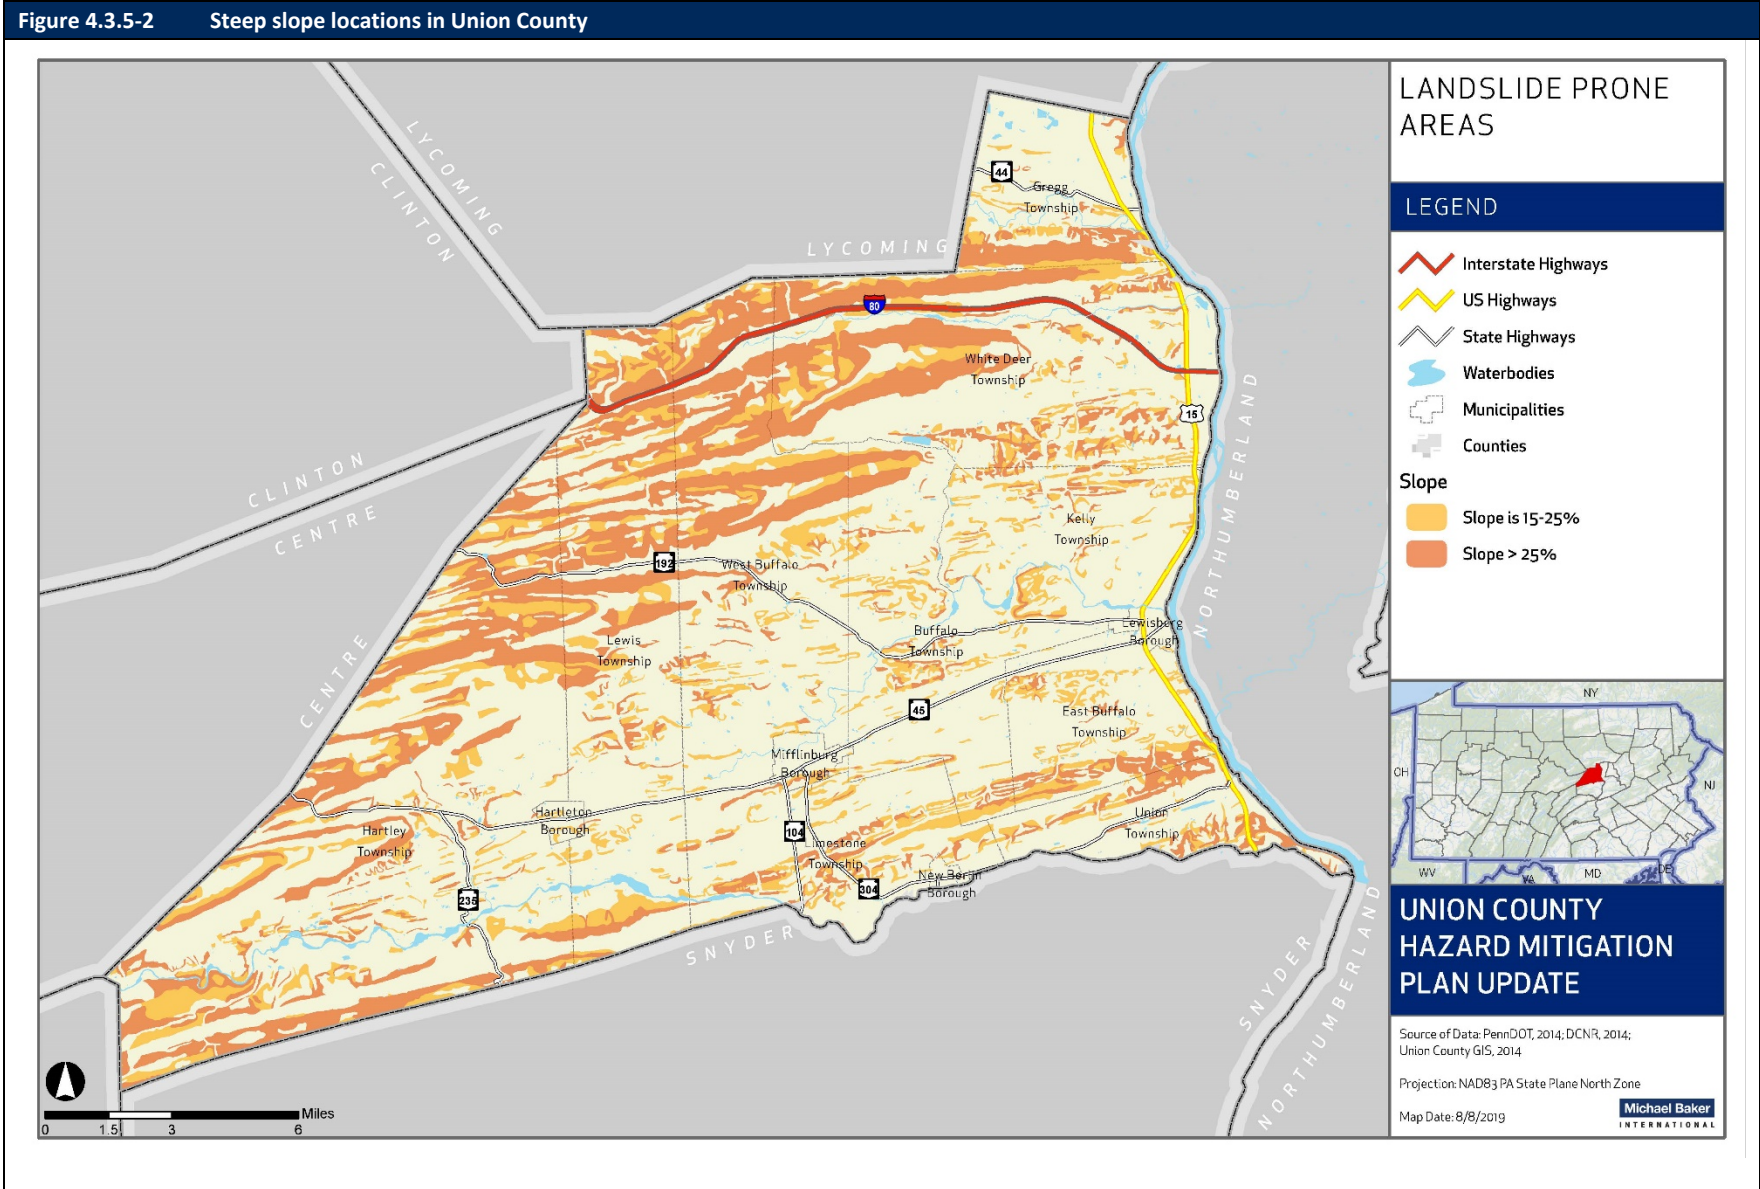 Figure 4.3.5-2 Steep slope locations in Union County
LANDSLIDE PRONE
AREAS
LEGEND
Interstate Highways
US Highways
State Highways
Waterbodies
Municipalities
Counties
Slope
Slope is 15-25%
Slope > 25%
NY
OH
NJ
WV
VA
MD
DE
UNION COUNTY
HAZARD MITIGATION
PLAN UPDATE
Source of Data: PennDOT, 2014; DCNR, 2014;
Union County GIS, 2014
Projection: NAD83 PA State Plane North Zone
Map Date: 8/8/2019
Michael Baker
INTERNATIONAL
LYCOMING
CLINTON
LYCOMING
44
Gregg
Township
80
White Deer
Township
15
NORTHUMBERLAND
CLINTON
CENTRE
Kelly
Township
192
West Buffalo
Township
Lewisburg
Borough
Buffalo
Township
Lewis
Township
CENTRE
45
East Buffalo
Township
Mifflinburg
Borough
Hartleton
Borough
Hartley
Township
104
Limestone
Township
Union
Township
304
New Berlin
Borough
235
SNYDER
SNYDER
NORTHUMBERLAND
Miles
0 1.5 3 6